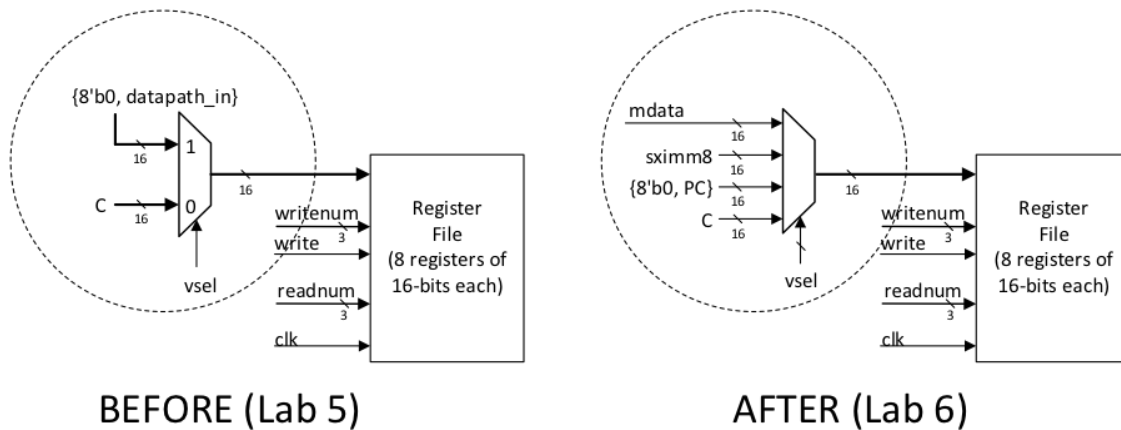 {8'b0, datapath_in}
1
16
16
C
0
16
vsel
writenum
3
write
readnum
3
clk
Register
File
(8 registers of
16-bits each)
BEFORE (Lab 5)
mdata
16
sximm8
16
{8'b0, PC}
16
C
16
16
vsel
writenum
3
write
readnum
3
clk
Register
File
(8 registers of
16-bits each)
AFTER (Lab 6)